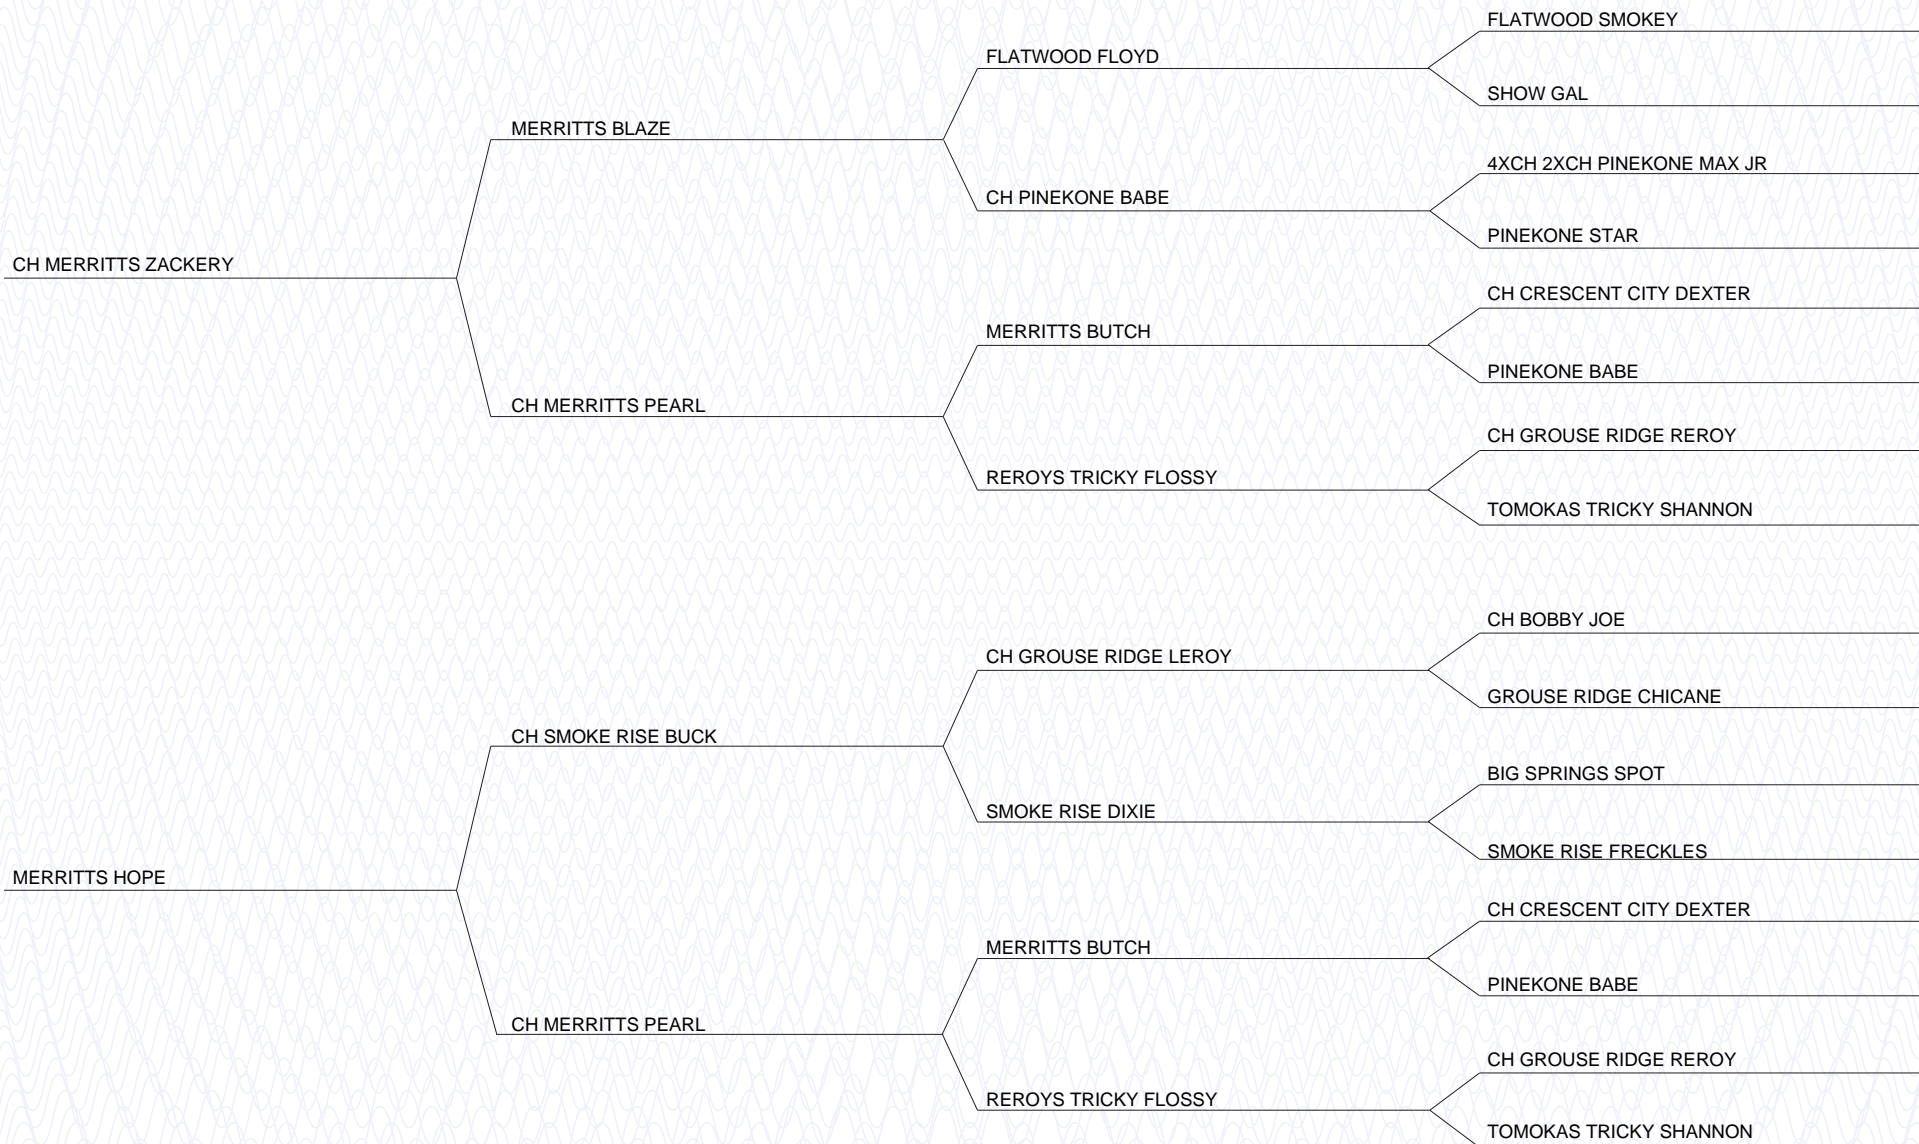 FLATWOOD SMOKEY
FLATWOOD FLOYD
SHOW GAL
MERRITTS BLAZE
4XCH 2XCH PINEKONE MAX JR
CH PINEKONE BABE
PINEKONE STAR
CH MERRITTS ZACKERY
CH CRESCENT CITY DEXTER
MERRITTS BUTCH
PINEKONE BABE
CH MERRITTS PEARL
CH GROUSE RIDGE REROY
REROYS TRICKY FLOSSY
TOMOKAS TRICKY SHANNON
CH BOBBY JOE
CH GROUSE RIDGE LEROY
GROUSE RIDGE CHICANE
CH SMOKE RISE BUCK
BIG SPRINGS SPOT
SMOKE RISE DIXIE
SMOKE RISE FRECKLES
MERRITTS HOPE
CH CRESCENT CITY DEXTER
MERRITTS BUTCH
PINEKONE BABE
CH MERRITTS PEARL
CH GROUSE RIDGE REROY
REROYS TRICKY FLOSSY
TOMOKAS TRICKY SHANNON